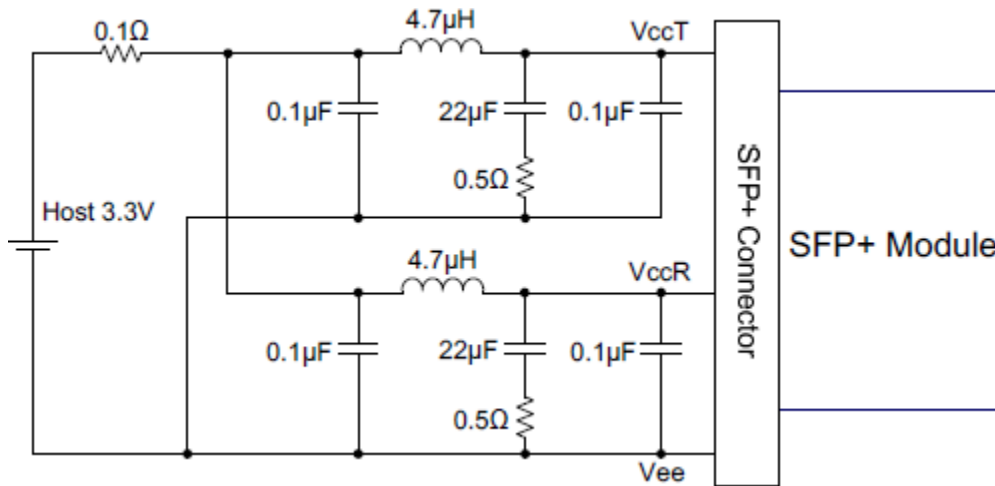 4.7µH
VccT
0.1Ω
0.1µF
22µF
0.1µF
0.5Ω
Host 3.3V
4.7µH
VccR
0.1µF
22µF
0.1µF
0.5Ω
Vee
SFP+ Connector
SFP+ Module